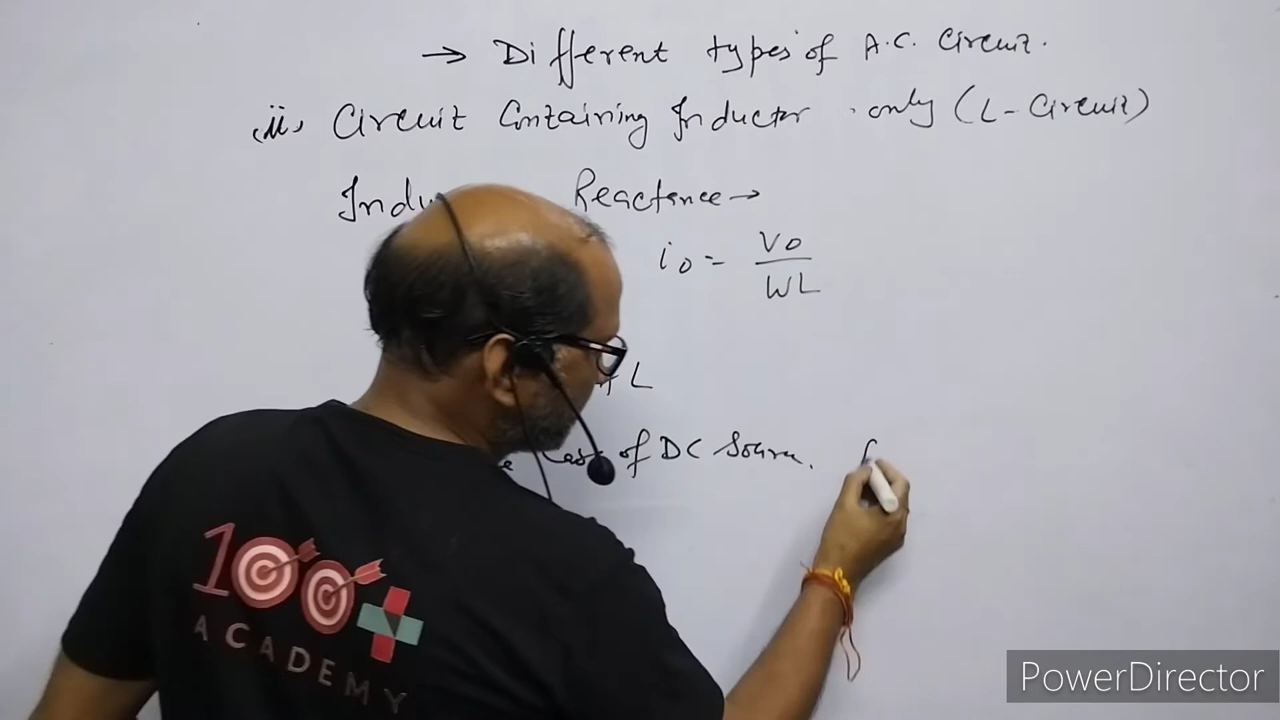 → Different types of A.C. Circuit.
(ii) Circuit Containing Inductor only (L-Circuit)
Indu Reactance →
i0 = V0 / WL
L
of DC Source. f
100+
ACADEMY
PowerDirector